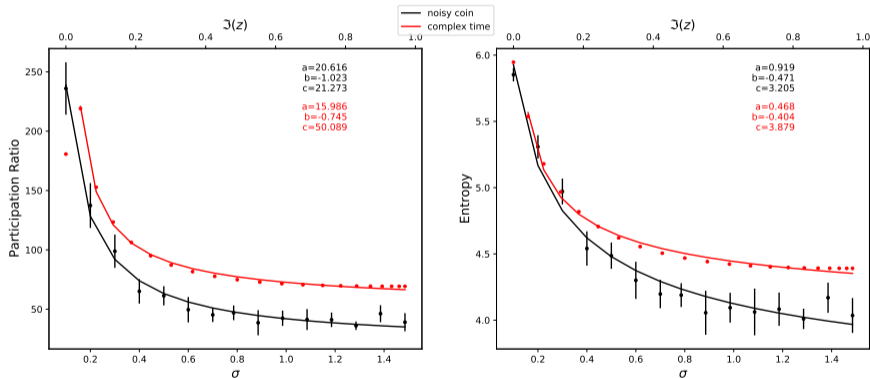 noisy coin
complex time
ℑ(z)
0.0 0.2 0.4 0.6 0.8 1.0
a=20.616
b=-1.023
c=21.273
a=15.986
b=-0.745
c=50.089
Participation Ratio
250
200
150
100
50
0.2 0.4 0.6 0.8 1.0 1.2 1.4
σ
ℑ(z)
0.0 0.2 0.4 0.6 0.8 1.0
a=0.919
b=-0.471
c=3.205
a=0.468
b=-0.404
c=3.879
Entropy
6.0
5.5
5.0
4.5
4.0
0.2 0.4 0.6 0.8 1.0 1.2 1.4
σ